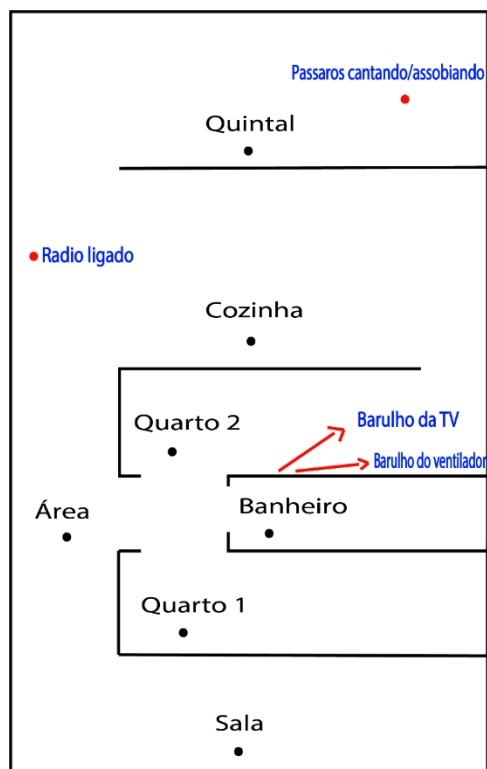 Passaros cantando/assobiando
Quintal
Radio ligado
Cozinha
Quarto 2
Barulho da TV
Barulho do ventilador
Área
Banheiro
Quarto 1
Sala